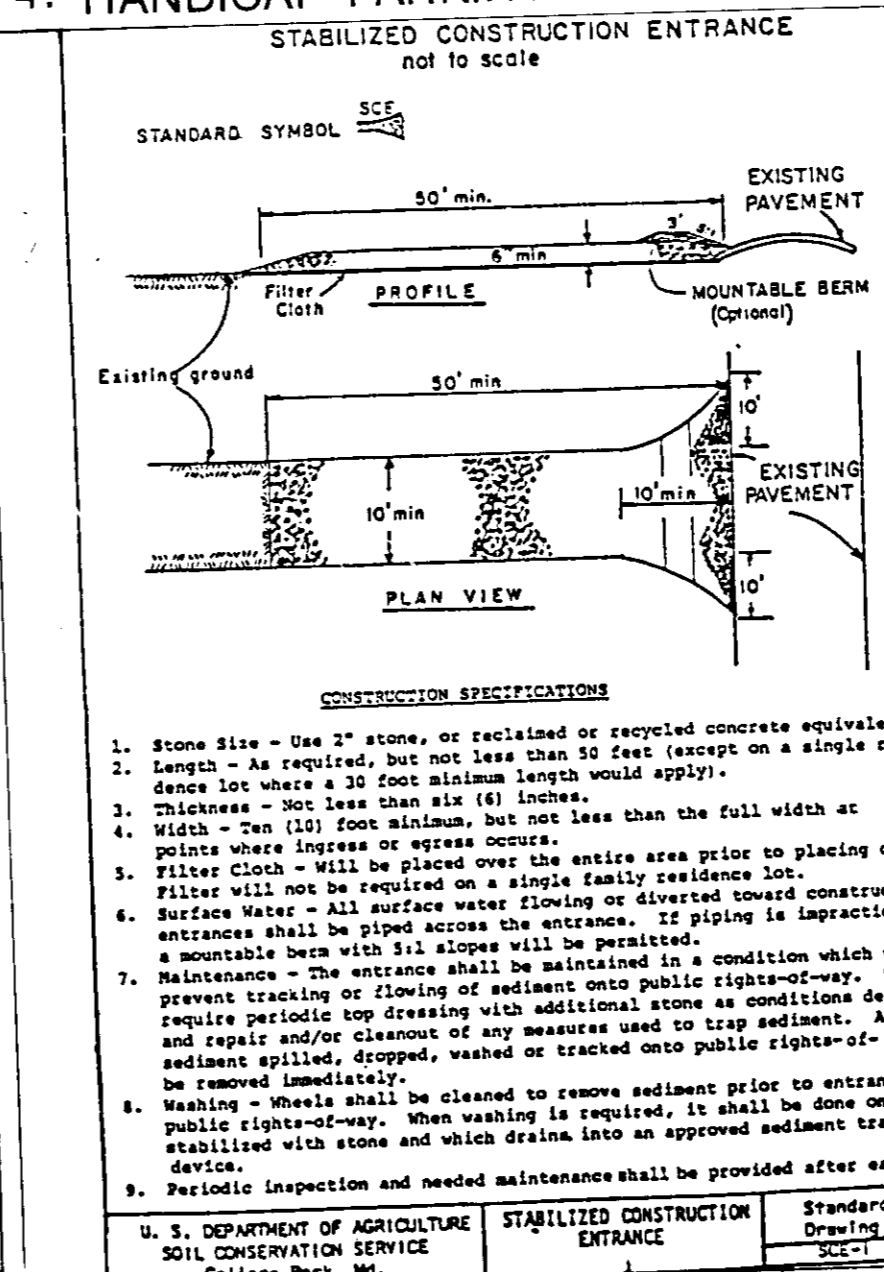 4. HANDICAP
STABILIZED CONSTRUCTION ENTRANCE
not to scale
STANDARD SYMBOL SCE
50' min.
EXISTING
PAVEMENT
3'
5:1
6" min
Filter
Cloth
PROFILE
MOUNTABLE BERM
(Optional)
Existing ground
50' min
10'
EXISTING
PAVEMENT
10' min
10' min
10'
PLAN VIEW
CONSTRUCTION SPECIFICATIONS
1. Stone Size - Use 2" stone, or reclaimed or recycled concrete equivale
2. Length - As required, but not less than 50 feet (except on a single r
dence lot where a 30 foot minimum length would apply).
3. Thickness - Not less than six (6) inches.
4. Width - Ten (10) foot minimum, but not less than the full width at
points where ingress or egress occurs.
5. Filter Cloth - Will be placed over the entire area prior to placing o
Filter will not be required on a single family residence lot.
6. Surface Water - All surface water flowing or diverted toward construc
entrances shall be piped across the entrance. If piping is impractic
a mountable berm with 5:1 slopes will be permitted.
7. Maintenance - The entrance shall be maintained in a condition which
prevent tracking or flowing of sediment onto public rights-of-way.
require periodic top dressing with additional stone as conditions de
and repair and/or cleanout of any measures used to trap sediment. A
sediment spilled, dropped, washed or tracked onto public rights-of-
be removed immediately.
8. Washing - Wheels shall be cleaned to remove sediment prior to entran
public rights-of-way. When washing is required, it shall be done on
stabilized with stone and which drains into an approved sediment tra
device.
9. Periodic inspection and needed maintenance shall be provided after ea
U. S. DEPARTMENT OF AGRICULTURE
SOIL CONSERVATION SERVICE
College Park, Md.
STABILIZED CONSTRUCTION
ENTRANCE
Standard
Drawing
SCE-1